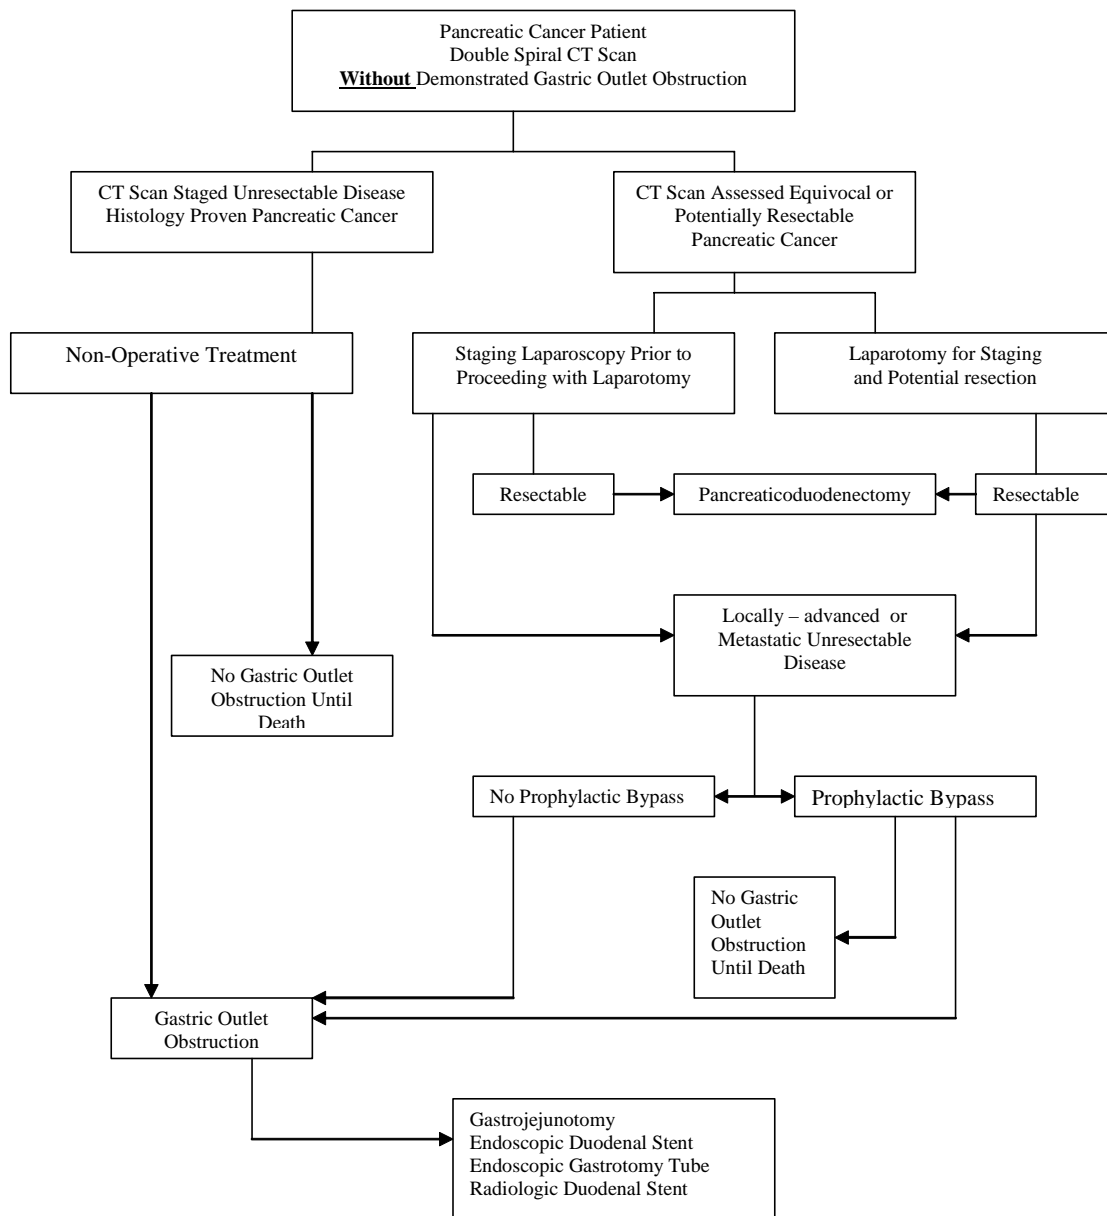 Pancreatic Cancer Patient
Double Spiral CT Scan
Without Demonstrated Gastric Outlet Obstruction
CT Scan Staged Unresectable Disease
Histology Proven Pancreatic Cancer
CT Scan Assessed Equivocal or
Potentially Resectable
Pancreatic Cancer
Non-Operative Treatment
Staging Laparoscopy Prior to
Proceeding with Laparotomy
Laparotomy for Staging
and Potential resection
Resectable
Pancreaticoduodenectomy
Resectable
Locally – advanced or
Metastatic Unresectable
Disease
No Gastric Outlet
Obstruction Until
Death
No Prophylactic Bypass
Prophylactic Bypass
No Gastric
Outlet
Obstruction
Until Death
Gastric Outlet
Obstruction
Gastrojejunotomy
Endoscopic Duodenal Stent
Endoscopic Gastrotomy Tube
Radiologic Duodenal Stent